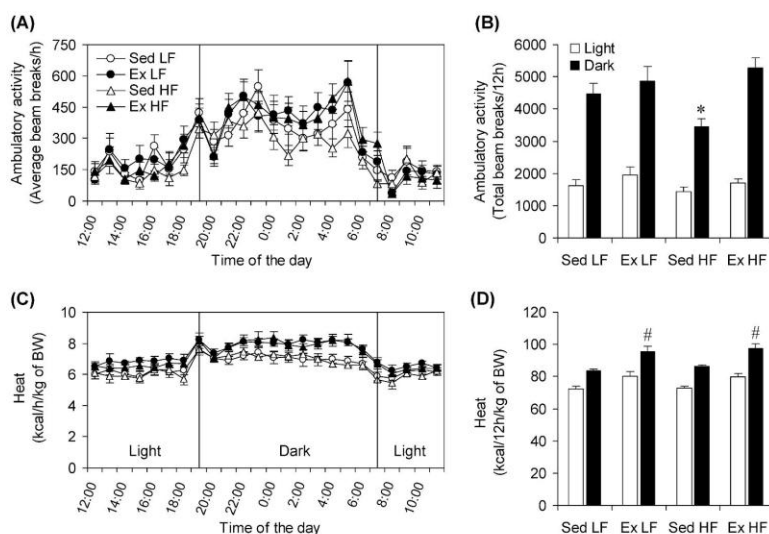 (A)
Ambulatory activity
(Average beam breaks/h)
750
600
450
300
150
0
Sed LF
Ex LF
Sed HF
Ex HF
12:00
14:00
16:00
18:00
20:00
22:00
0:00
2:00
4:00
6:00
8:00
10:00
Time of the day
(B)
Ambulatory activity
(Total beam breaks/12h)
6000
5000
4000
3000
2000
1000
0
Light
Dark
*
Sed LF
Ex LF
Sed HF
Ex HF
(C)
Heat
(kcal/h/kg of BW)
10
8
6
4
2
0
Light
Dark
Light
12:00
14:00
16:00
18:00
20:00
22:00
0:00
2:00
4:00
6:00
8:00
10:00
Time of the day
(D)
Heat
(kcal/12h/kg of BW)
120
100
80
60
40
20
0
#
#
Sed LF
Ex LF
Sed HF
Ex HF